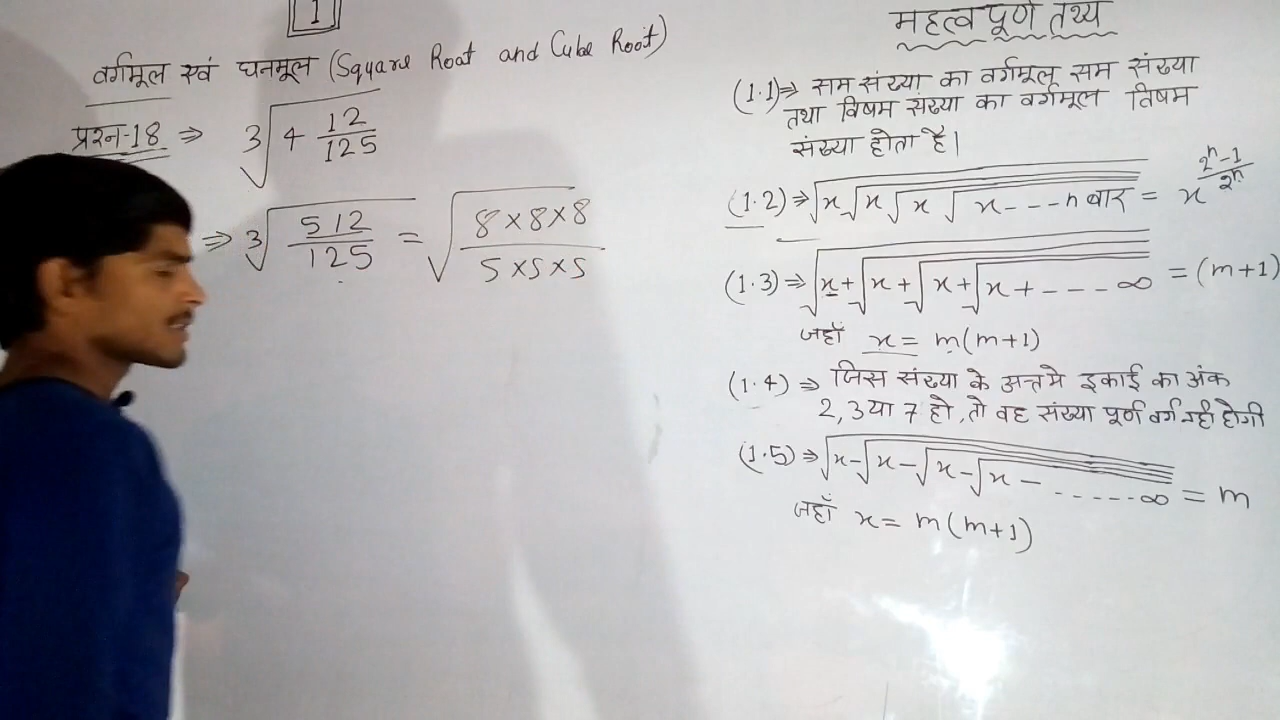 1
वर्गमूल एवं घनमूल (Square Root and Cube Root)
प्रश्न-18 ⇒ ∛(4 12/125)
⇒ ∛(512/125) = √(8×8×8/5×5×5)
महत्वपूर्ण तथ्य
(1.1) ⇒ सम संख्या का वर्गमूल सम संख्या
तथा विषम संख्या का वर्गमूल विषम
संख्या होता है।
(1.2) ⇒ √x√x√x√x---n बार = x^((2^n-1)/2^n)
(1.3) ⇒ √x+√x+√x+√x+----∞ = (m+1)
जहाँ x = m(m+1)
(1.4) ⇒ जिस संख्या के अन्त मे इकाई का अंक
2, 3 या 7 हो, तो वह संख्या पूर्ण वर्ग नही होगी
(1.5) ⇒ √x-√x-√x-√x-......∞ = m
जहाँ x = m(m+1)